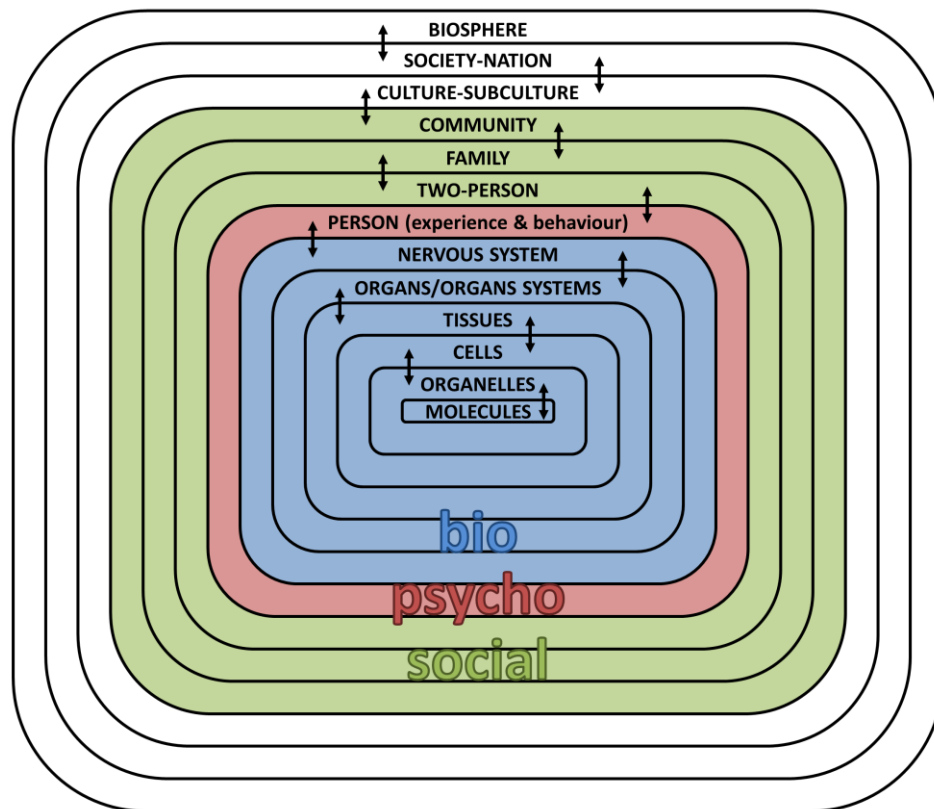 BIOSPHERE
SOCIETY-NATION
CULTURE-SUBCULTURE
COMMUNITY
FAMILY
TWO-PERSON
PERSON (experience & behaviour)
NERVOUS SYSTEM
ORGANS/ORGANS SYSTEMS
TISSUES
CELLS
ORGANELLES
MOLECULES
bio
psycho
social